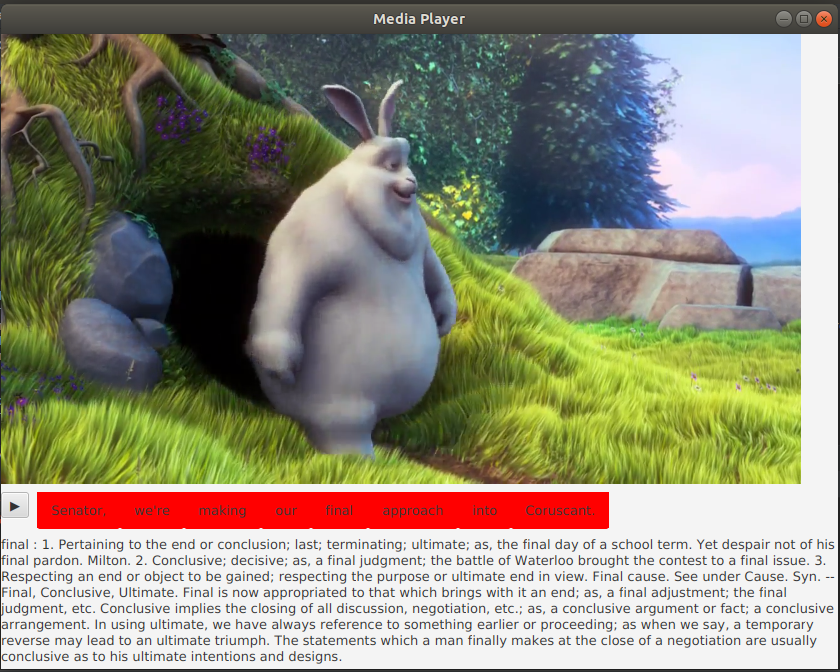 Media Player
Senator, we're making our final approach into Coruscant.
final : 1. Pertaining to the end or conclusion; last; terminating; ultimate; as, the final day of a school term. Yet despair not of his
final pardon. Milton. 2. Conclusive; decisive; as, a final judgment; the battle of Waterloo brought the contest to a final issue. 3.
Respecting an end or object to be gained; respecting the purpose or ultimate end in view. Final cause. See under Cause. Syn. --
Final, Conclusive, Ultimate. Final is now appropriated to that which brings with it an end; as, a final adjustment; the final
judgment, etc. Conclusive implies the closing of all discussion, negotiation, etc.; as, a conclusive argument or fact; a conclusive
arrangement. In using ultimate, we have always reference to something earlier or proceeding; as when we say, a temporary
reverse may lead to an ultimate triumph. The statements which a man finally makes at the close of a negotiation are usually
conclusive as to his ultimate intentions and designs.